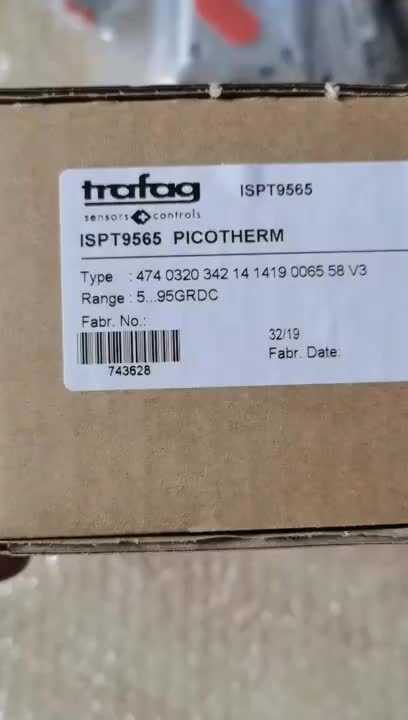 trafag ISPT9565
sensors controls
ISPT9565 PICOTHERM
Type : 474 0320 342 14 1419 0065 58 V3
Range : 5...95GRDC
Fabr. No.:
32/19
743628 Fabr. Date: